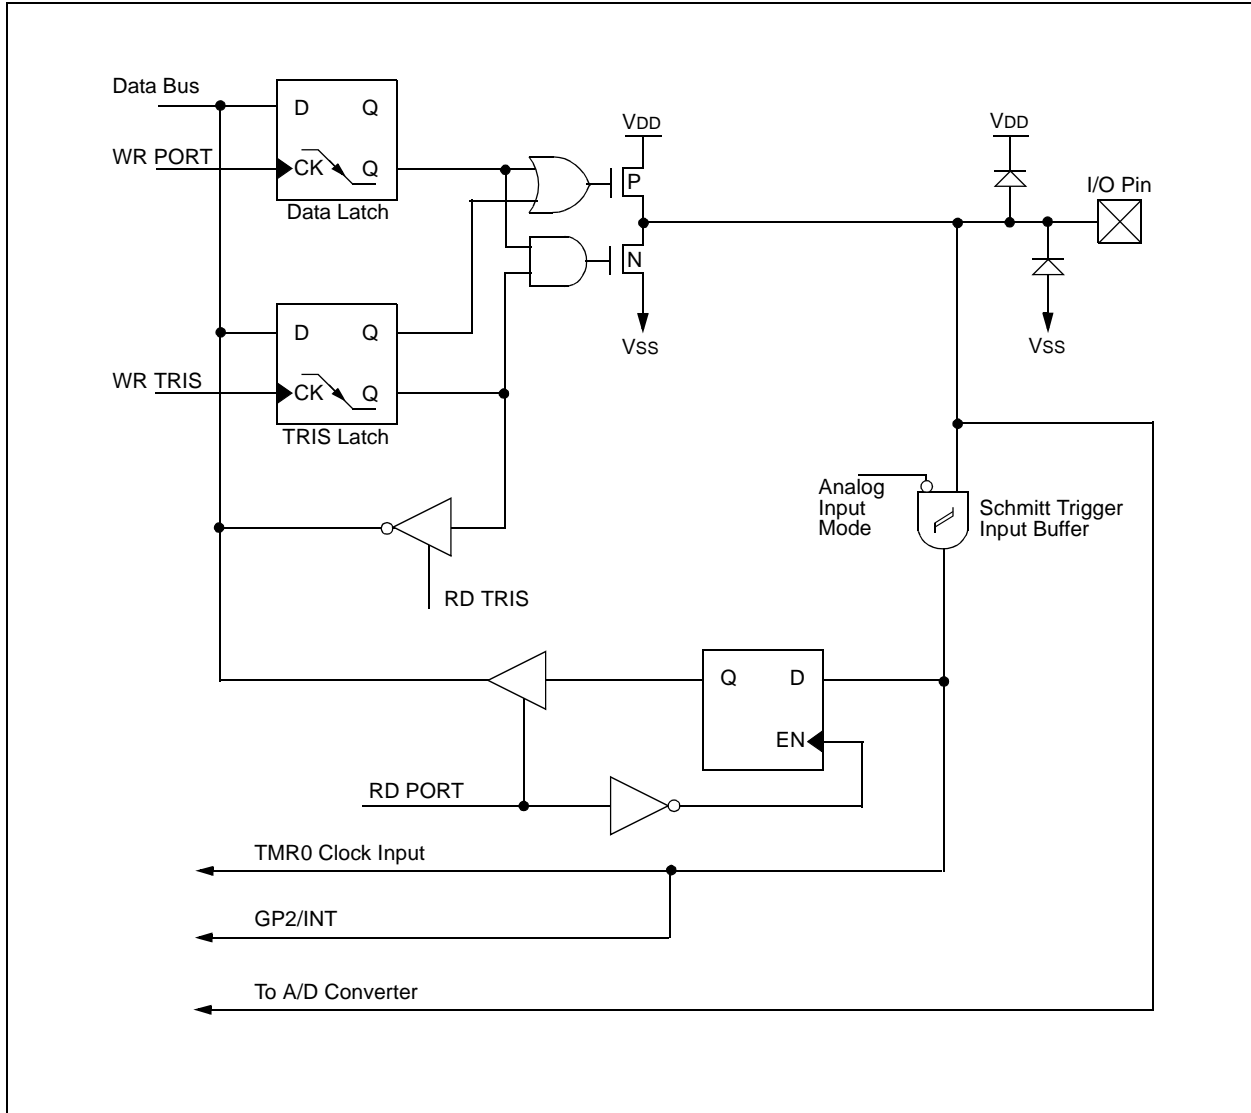 Data Bus
D Q
WR PORT
CK Q
Data Latch
VDD
P
N
VSS
VDD
I/O Pin
VSS
D Q
WR TRIS
CK Q
TRIS Latch
Analog
Input
Mode
Schmitt Trigger
Input Buffer
RD TRIS
Q D
EN
RD PORT
TMR0 Clock Input
GP2/INT
To A/D Converter